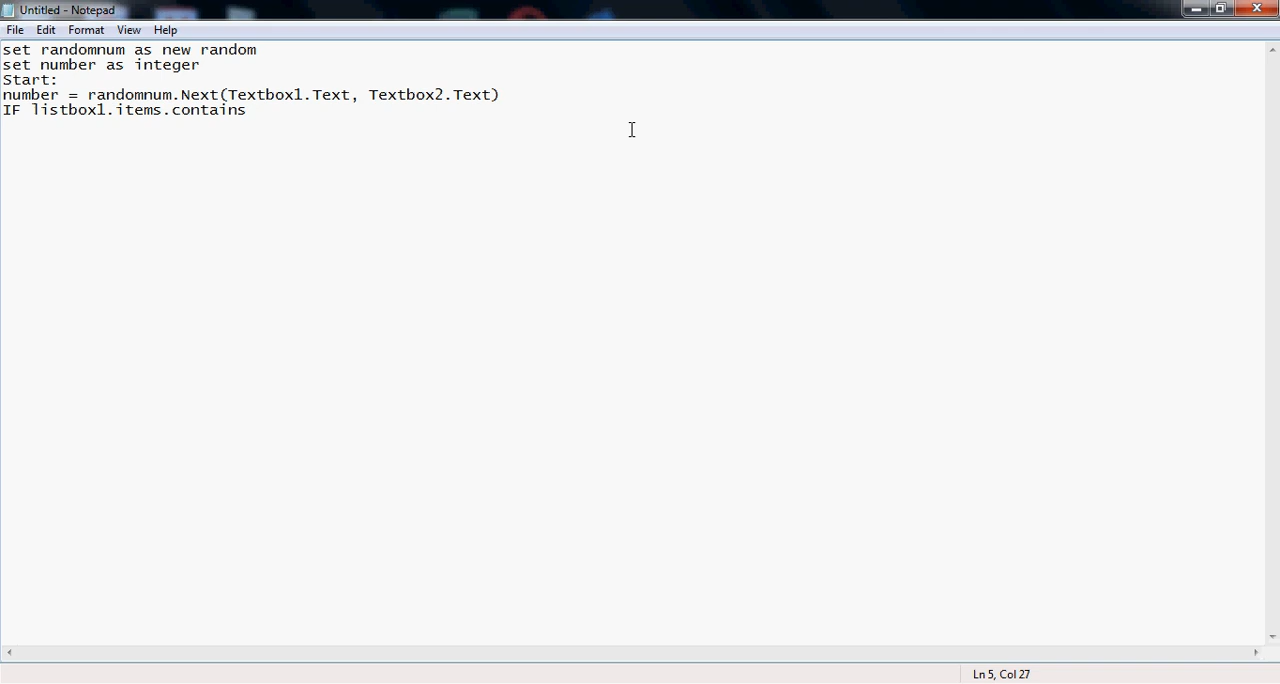 Untitled - Notepad
File Edit Format View Help
set randomnum as new random
set number as integer
Start:
number = randomnum.Next(Textbox1.Text, Textbox2.Text)
IF listbox1.items.contains
Ln 5, Col 27